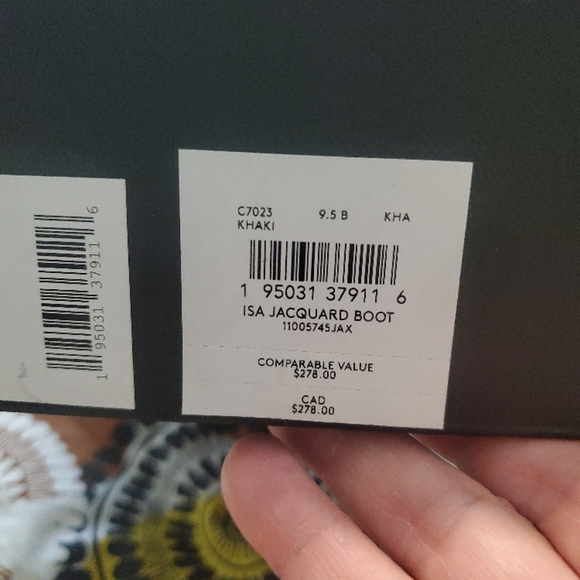 C7023 9.5 B KHA
KHAKI
1 95031 37911 6
ISA JACQUARD BOOT
11005745JAX
COMPARABLE VALUE
$278.00
CAD
$278.00
1 95031 37911 6